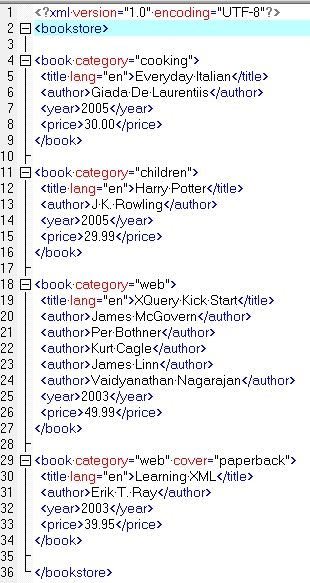 1 <?xml version="1.0" encoding="UTF-8"?>
2 <bookstore>
3
4 <book category="cooking">
5 <title lang="en">Everyday Italian</title>
6 <author>Giada De Laurentiis</author>
7 <year>2005</year>
8 <price>30.00</price>
9 </book>
10
11 <book category="children">
12 <title lang="en">Harry Potter</title>
13 <author>J K. Rowling</author>
14 <year>2005</year>
15 <price>29.99</price>
16 </book>
17
18 <book category="web">
19 <title lang="en">XQuery Kick Start</title>
20 <author>James McGovern</author>
21 <author>Per Bothner</author>
22 <author>Kurt Cagle</author>
23 <author>James Linn</author>
24 <author>Vaidyanathan Nagarajan</author>
25 <year>2003</year>
26 <price>49.99</price>
27 </book>
28
29 <book category="web" cover="paperback">
30 <title lang="en">Learning XML</title>
31 <author>Erik T. Ray</author>
32 <year>2003</year>
33 <price>39.95</price>
34 </book>
35
36 </bookstore>